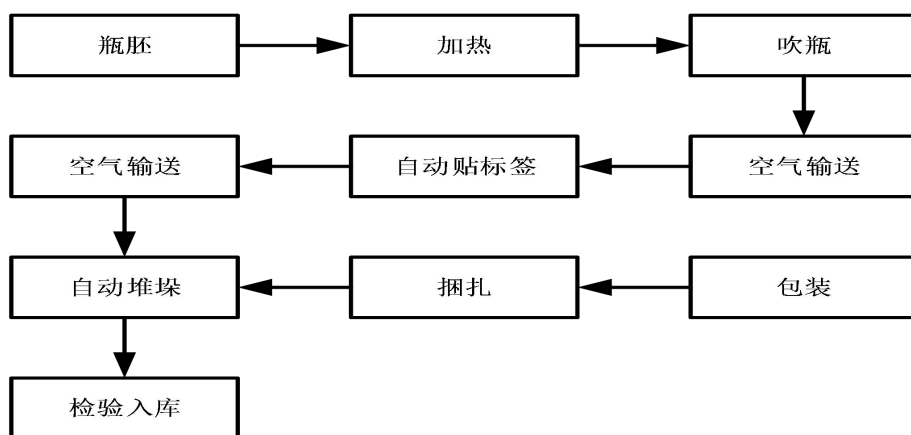 瓶胚
加热
吹瓶
空气输送
自动贴标签
空气输送
自动堆垛
捆扎
包装
检验入库